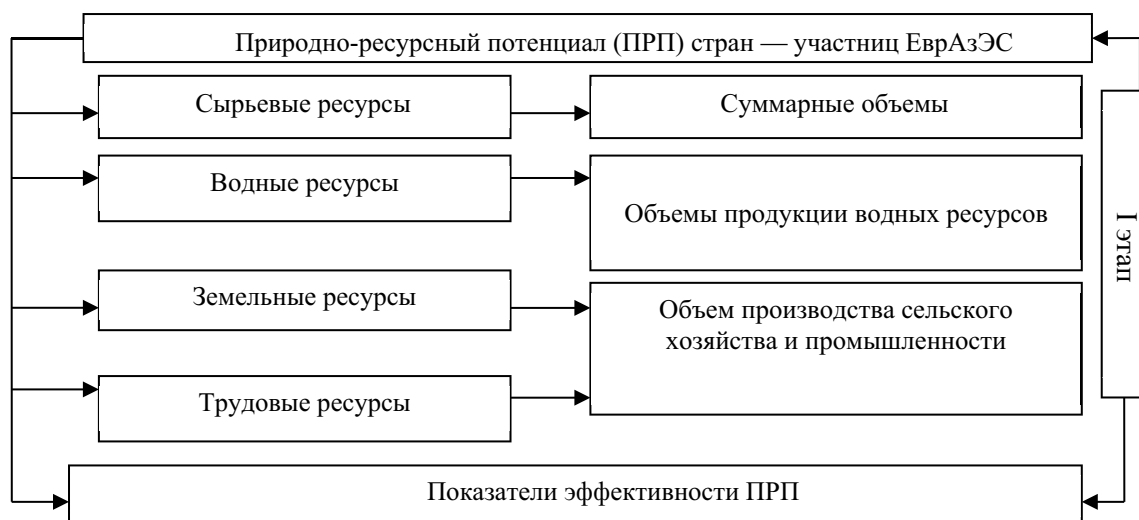 Природно-ресурсный потенциал (ПРП) стран — участниц ЕврАзЭС
Сырьевые ресурсы
Суммарные объемы
Водные ресурсы
Объемы продукции водных ресурсов
Земельные ресурсы
Объем производства сельского
хозяйства и промышленности
Трудовые ресурсы
Показатели эффективности ПРП
I этап